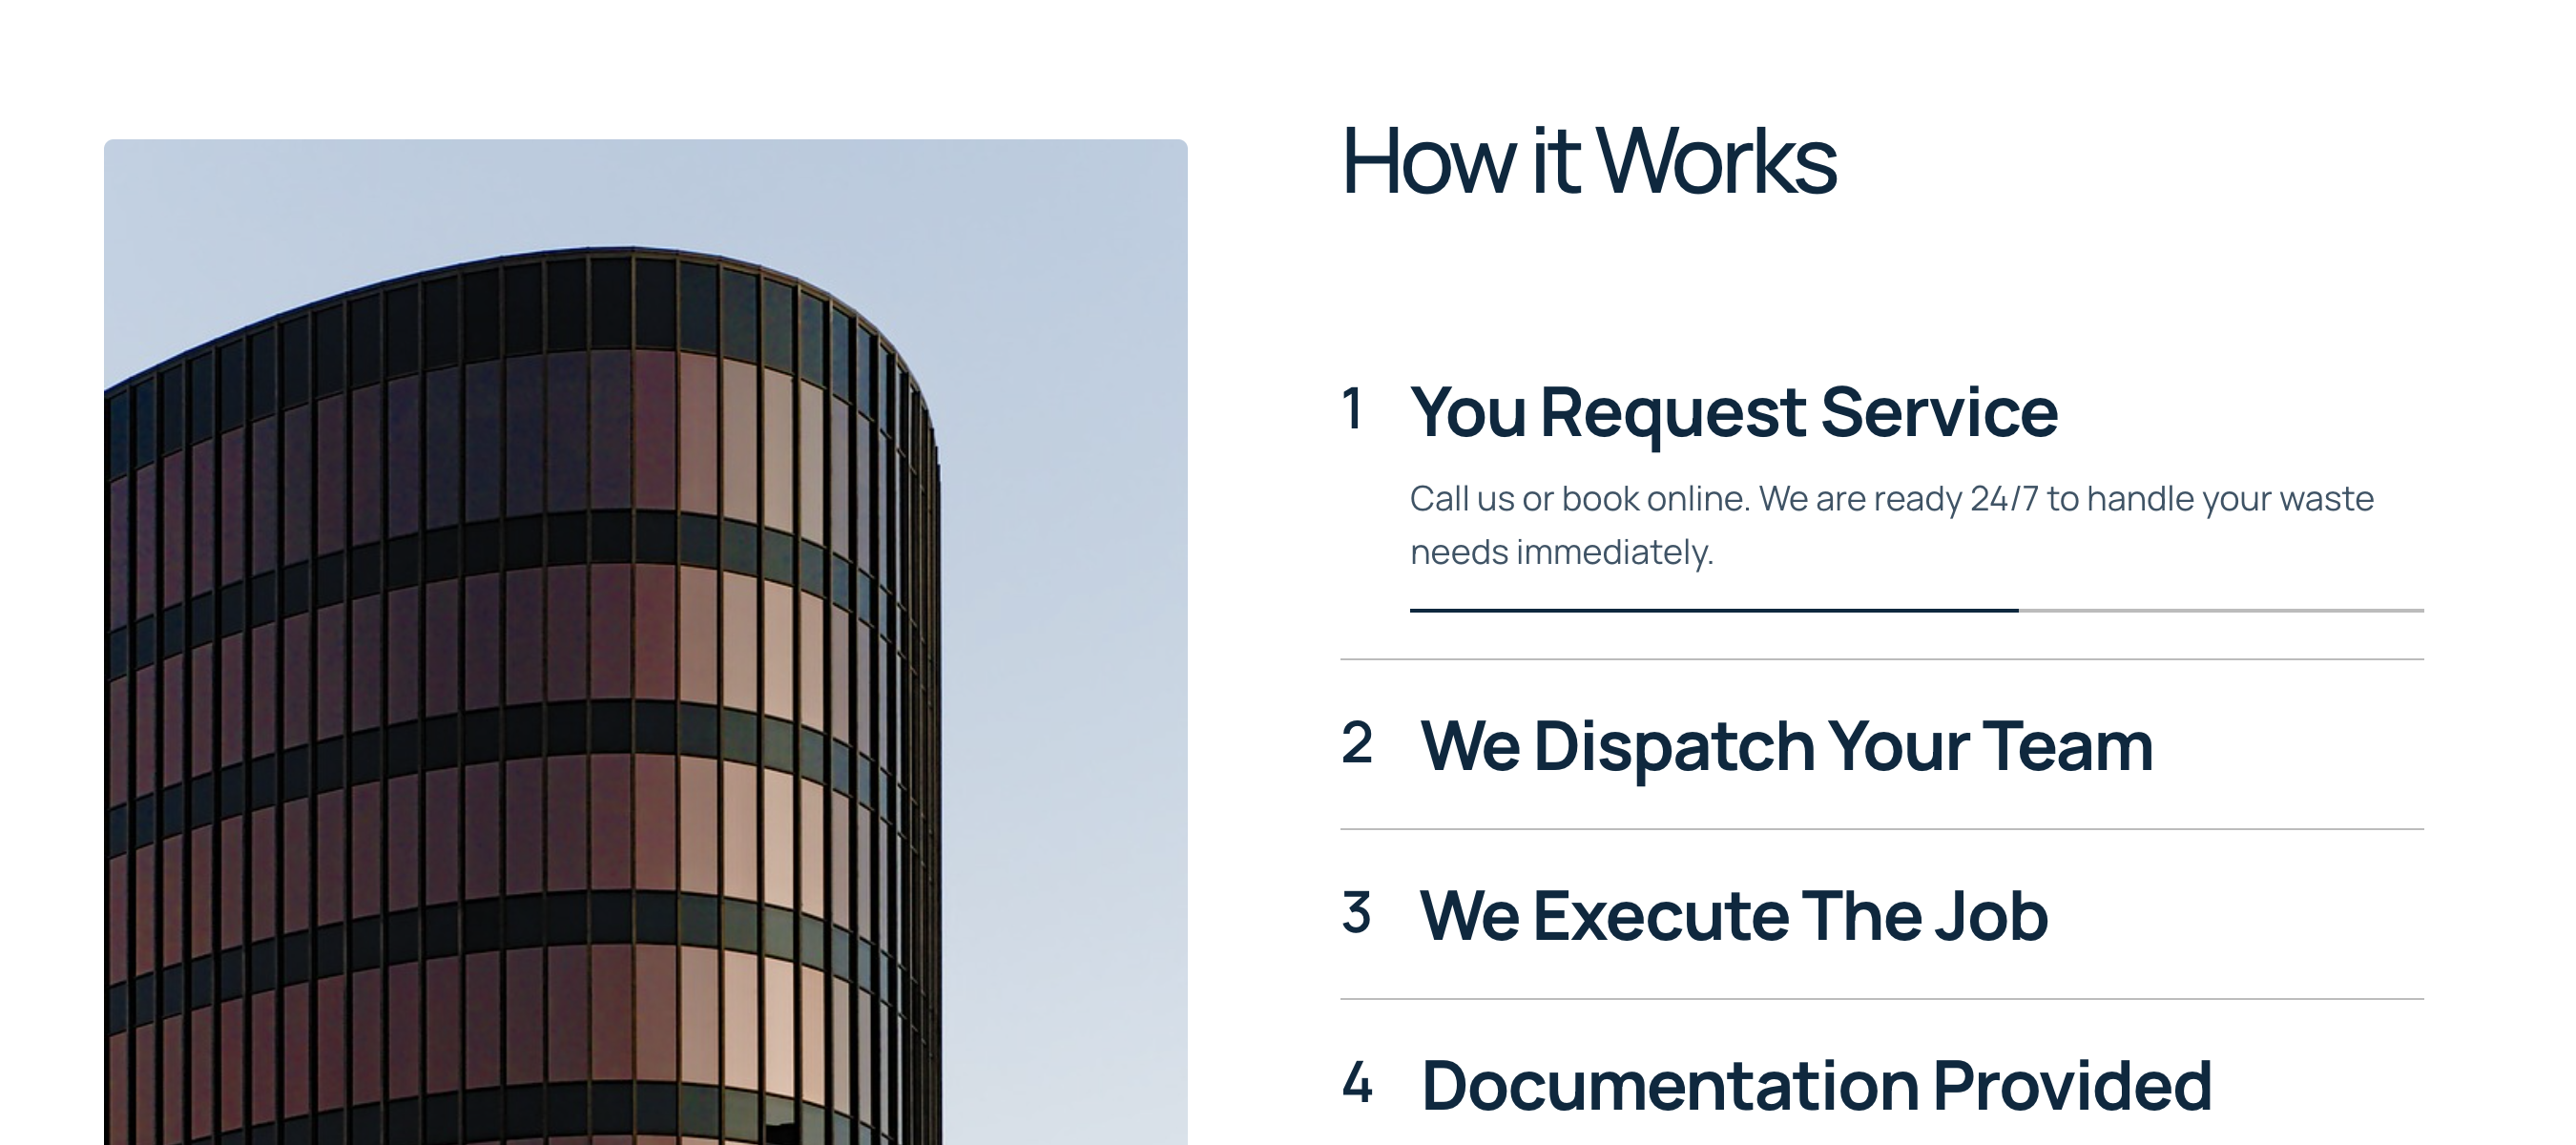 How it Works
1 You Request Service
Call us or book online. We are ready 24/7 to handle your waste
needs immediately.
2 We Dispatch Your Team
3 We Execute The Job
4 Documentation Provided